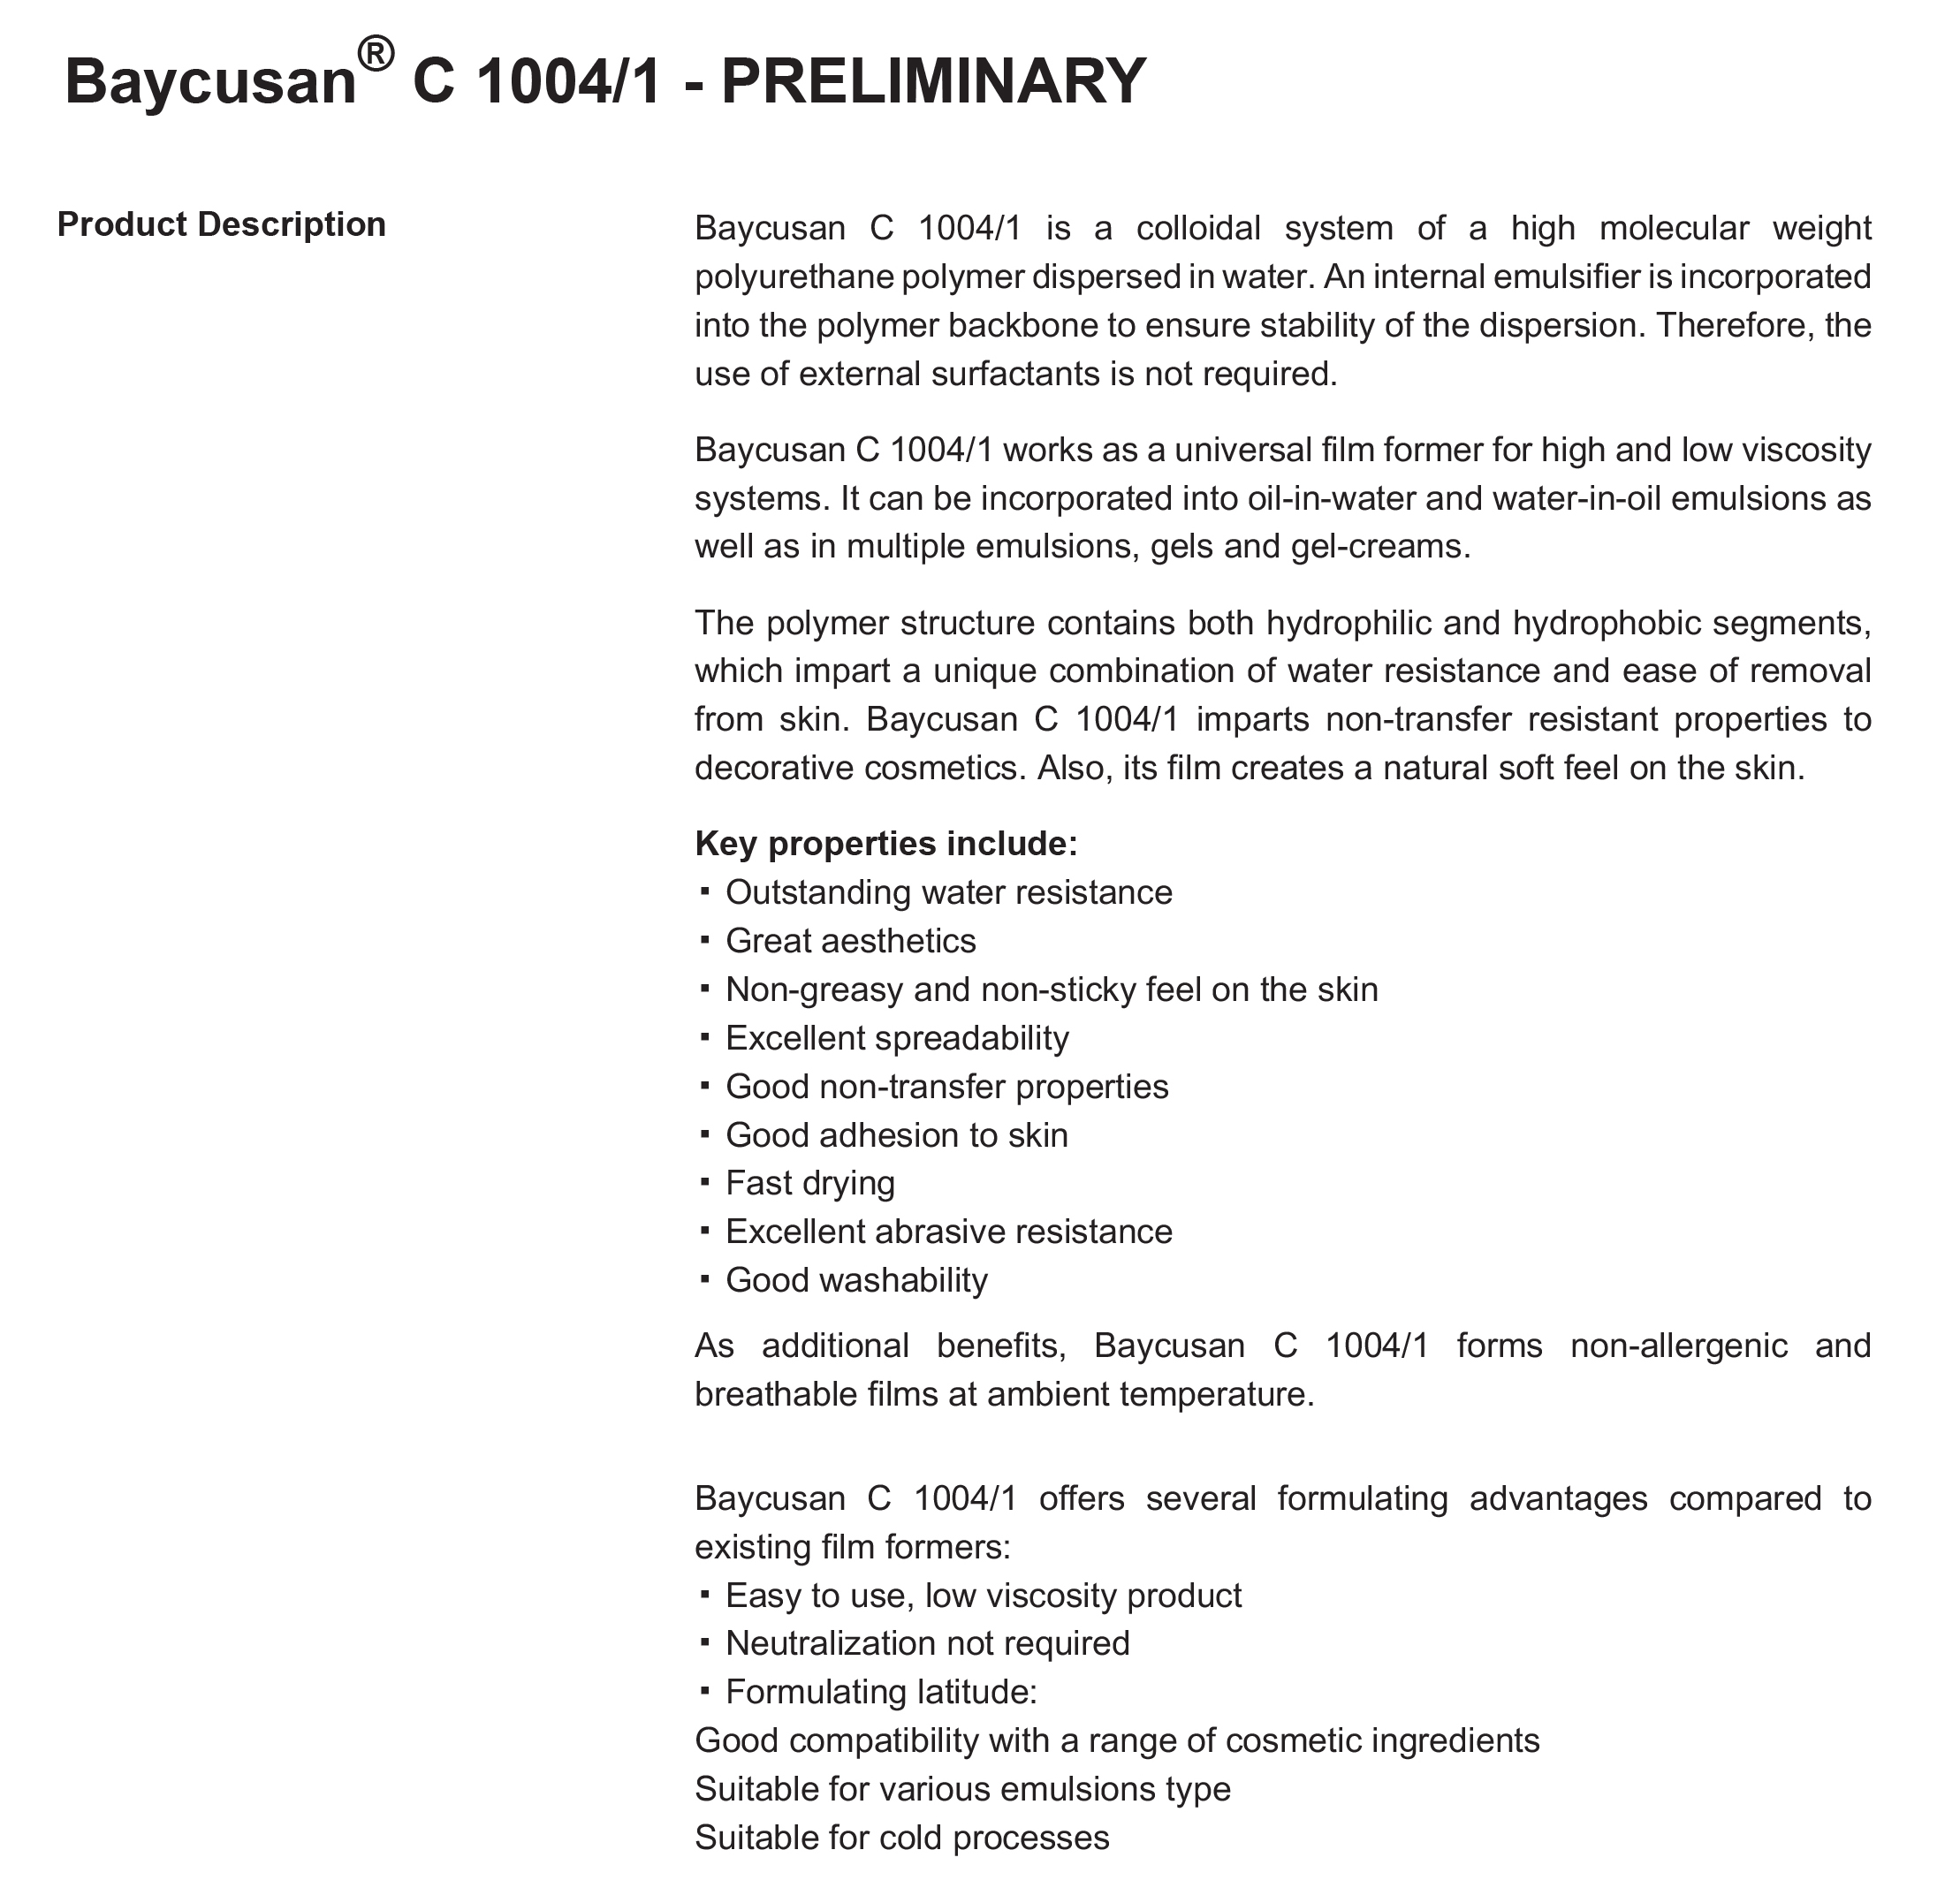 Baycusan® C 1004/1 - PRELIMINARY
Product Description
Baycusan C 1004/1 is a colloidal system of a high molecular weight
polyurethane polymer dispersed in water. An internal emulsifier is incorporated
into the polymer backbone to ensure stability of the dispersion. Therefore, the
use of external surfactants is not required.
Baycusan C 1004/1 works as a universal film former for high and low viscosity
systems. It can be incorporated into oil-in-water and water-in-oil emulsions as
well as in multiple emulsions, gels and gel-creams.
The polymer structure contains both hydrophilic and hydrophobic segments,
which impart a unique combination of water resistance and ease of removal
from skin. Baycusan C 1004/1 imparts non-transfer resistant properties to
decorative cosmetics. Also, its film creates a natural soft feel on the skin.
Key properties include:
▪ Outstanding water resistance
▪ Great aesthetics
▪ Non-greasy and non-sticky feel on the skin
▪ Excellent spreadability
▪ Good non-transfer properties
▪ Good adhesion to skin
▪ Fast drying
▪ Excellent abrasive resistance
▪ Good washability
As additional benefits, Baycusan C 1004/1 forms non-allergenic and
breathable films at ambient temperature.
Baycusan C 1004/1 offers several formulating advantages compared to
existing film formers:
▪ Easy to use, low viscosity product
▪ Neutralization not required
▪ Formulating latitude:
Good compatibility with a range of cosmetic ingredients
Suitable for various emulsions type
Suitable for cold processes